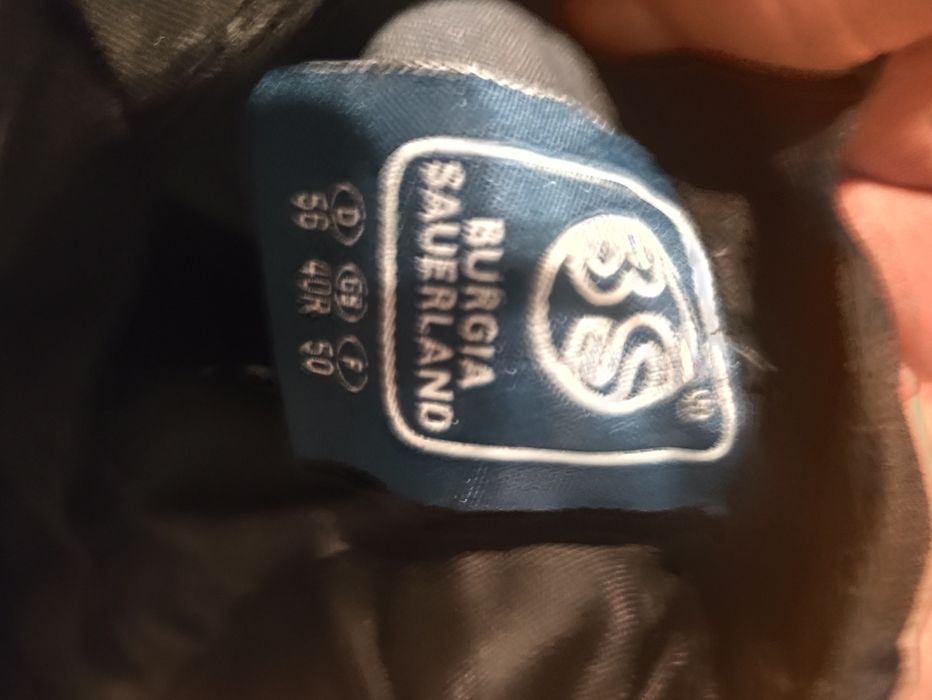 BS
®
BURGIA
SAUERLAND
D GB F
56 40R 50